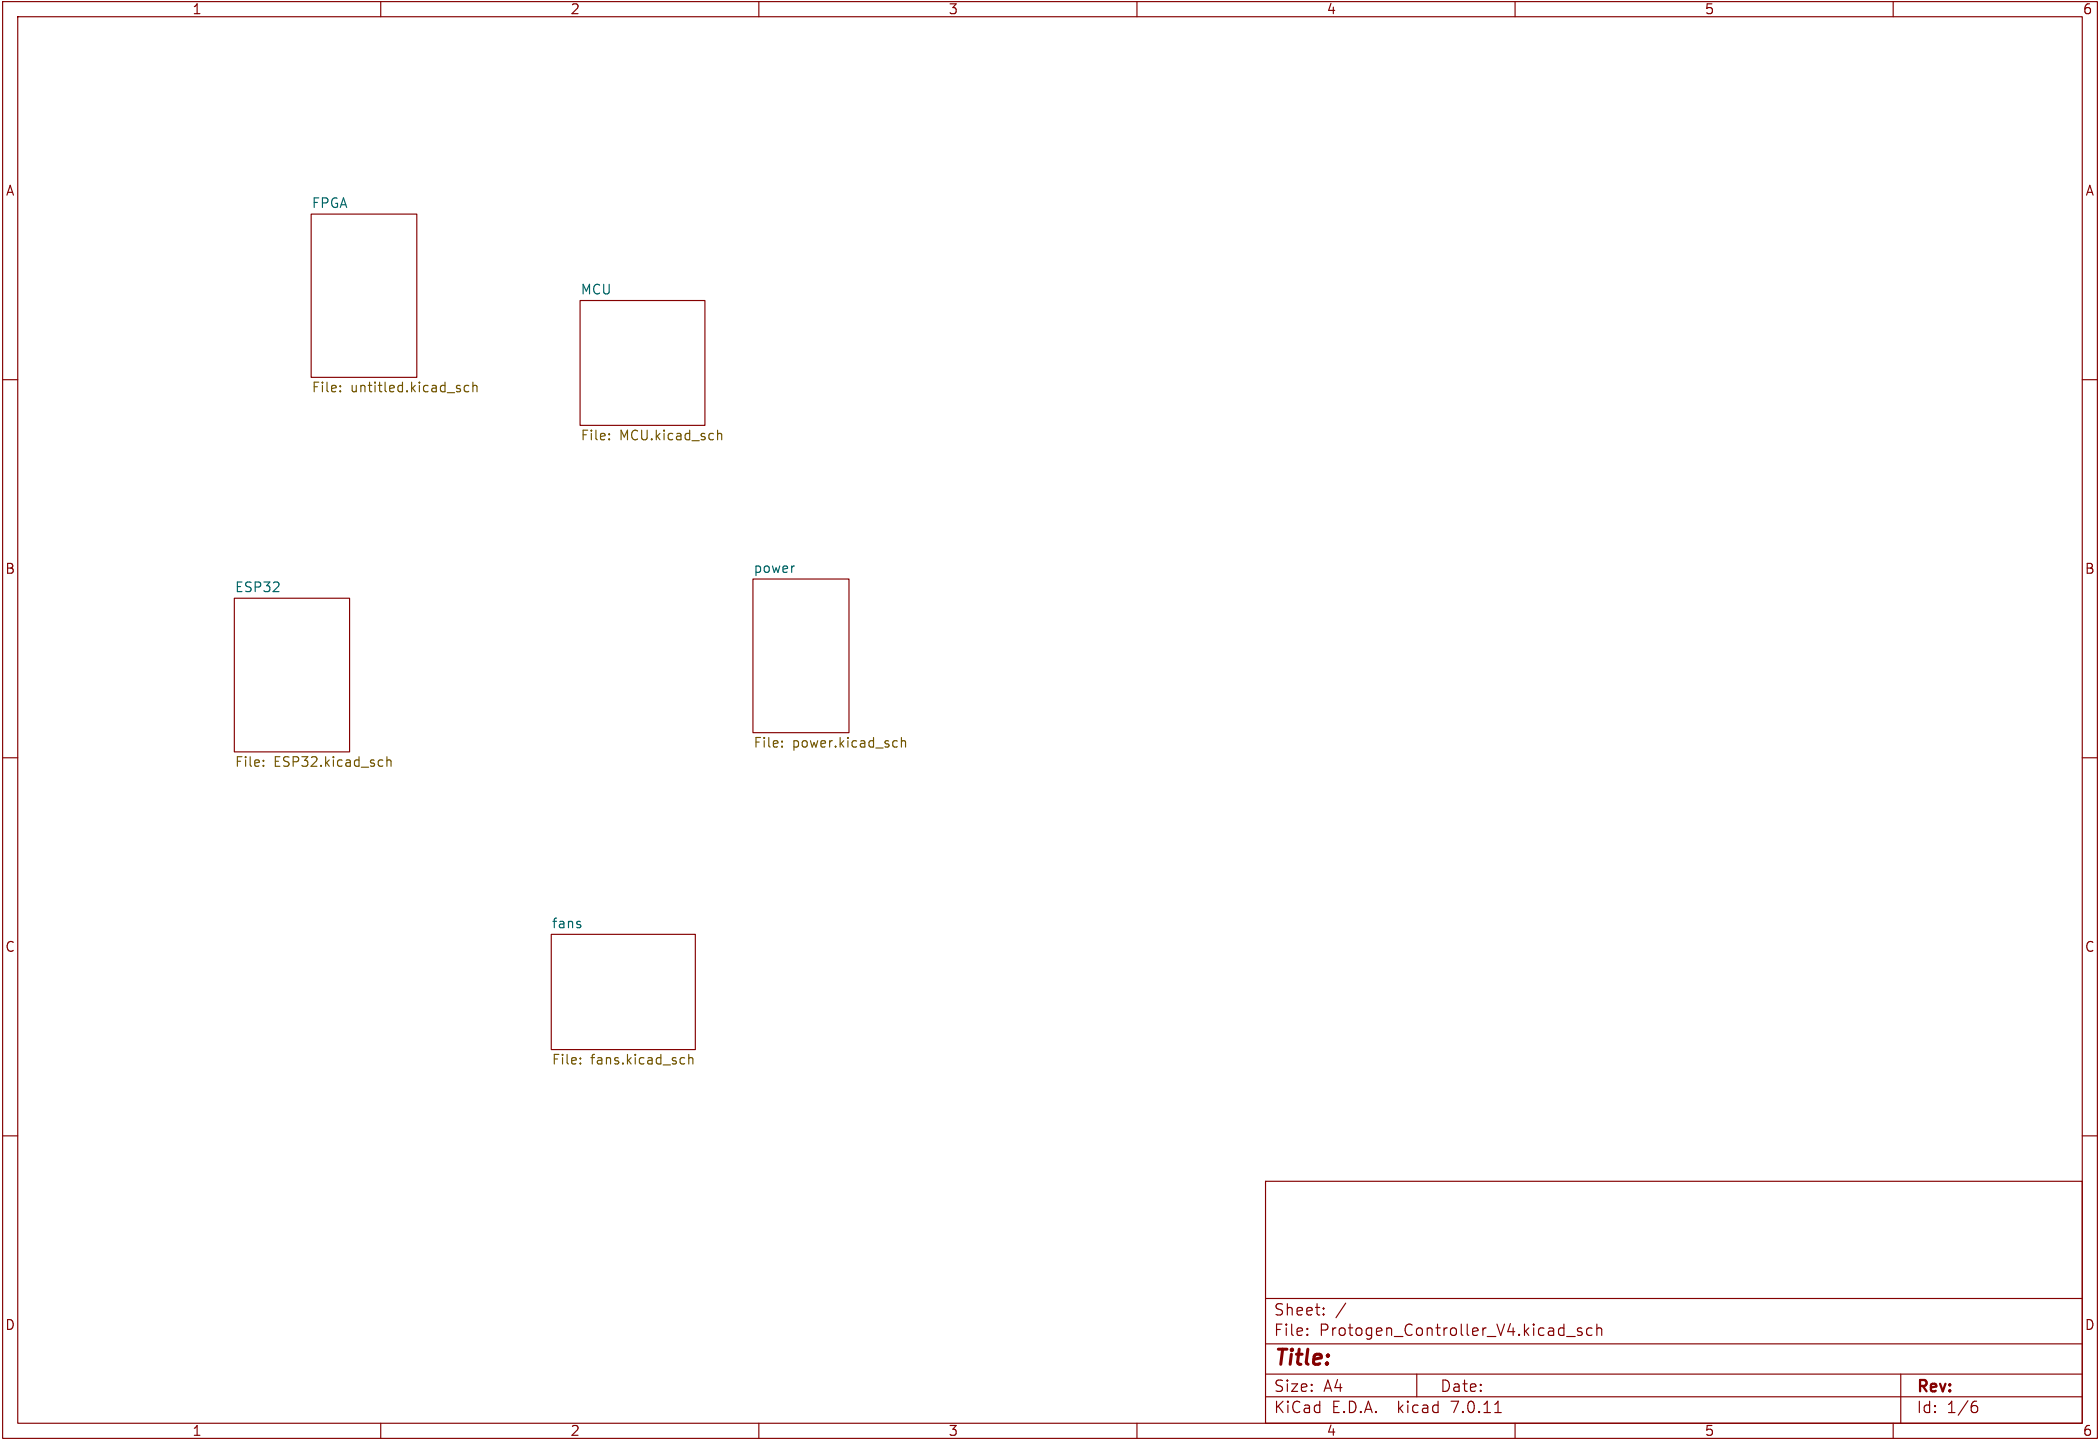 1 2 3 4 5 6
A A
FPGA
MCU
File: untitled.kicad_sch
File: MCU.kicad_sch
B B
power
ESP32
File: power.kicad_sch
File: ESP32.kicad_sch
fans
C C
File: fans.kicad_sch
Sheet: /
D D
File: Protogen_Controller_V4.kicad_sch
Title:
Size: A4 Date: Rev:
KiCad E.D.A. kicad 7.0.11 Id: 1/6
1 2 3 4 5 6